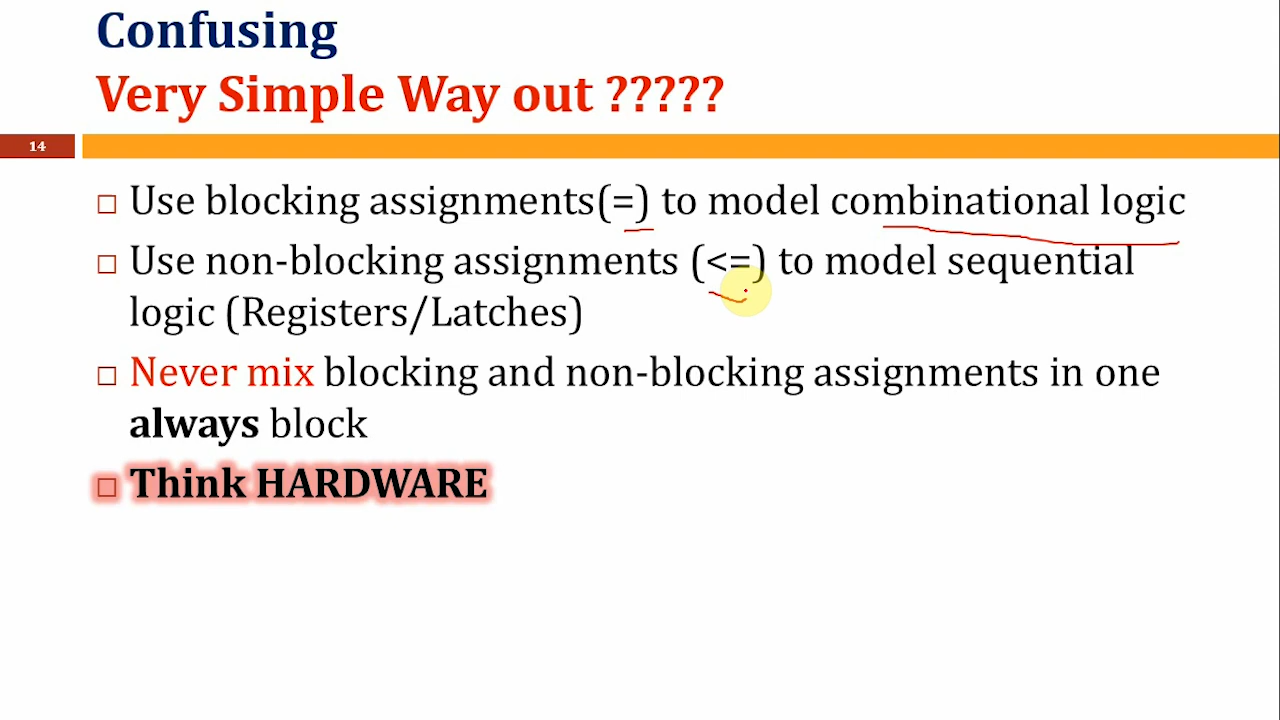 Confusing
Very Simple Way out ?????
14
Use blocking assignments(=) to model combinational logic
Use non-blocking assignments (<=) to model sequential
logic (Registers/Latches)
Never mix blocking and non-blocking assignments in one
always block
Think HARDWARE